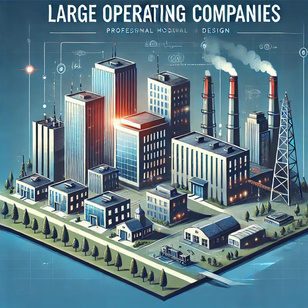 LARGE OPERATING COMPANIES
PROFESSIONAL DESIGN